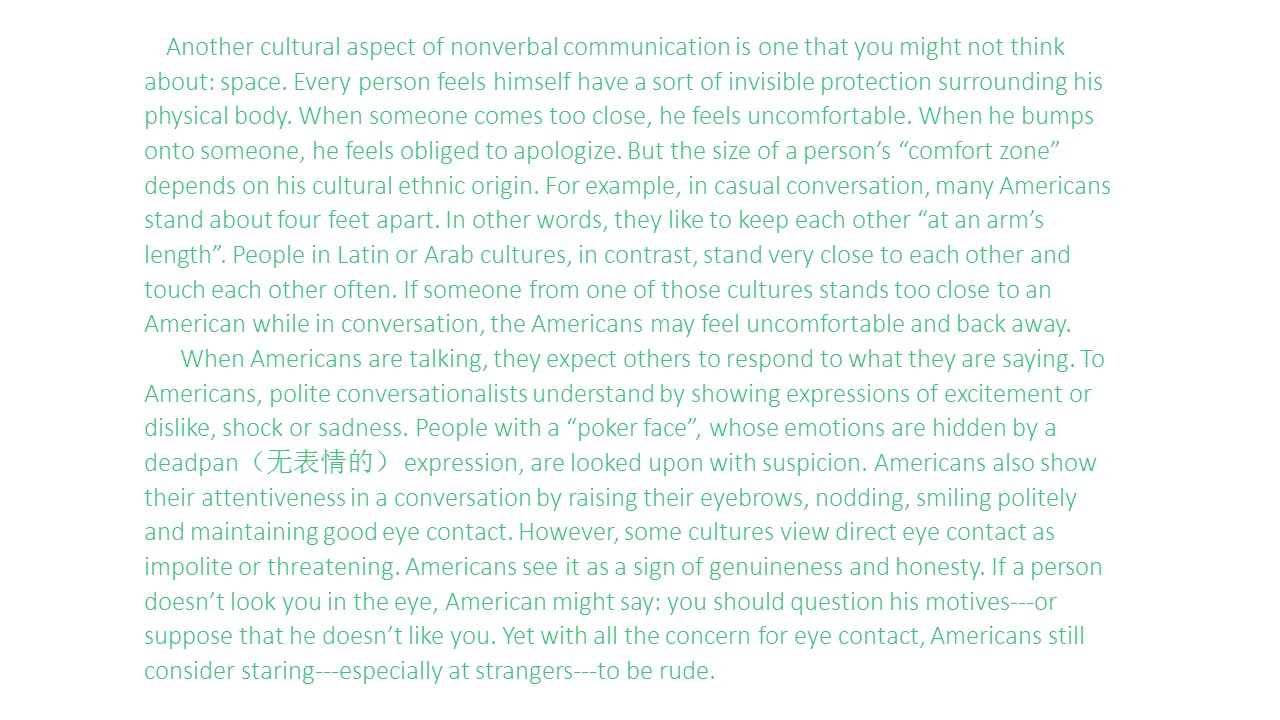 Another cultural aspect of nonverbal communication is one that you might not think
about: space. Every person feels himself have a sort of invisible protection surrounding his
physical body. When someone comes too close, he feels uncomfortable. When he bumps
onto someone, he feels obliged to apologize. But the size of a person’s “comfort zone”
depends on his cultural ethnic origin. For example, in casual conversation, many Americans
stand about four feet apart. In other words, they like to keep each other “at an arm’s
length”. People in Latin or Arab cultures, in contrast, stand very close to each other and
touch each other often. If someone from one of those cultures stands too close to an
American while in conversation, the Americans may feel uncomfortable and back away.
When Americans are talking, they expect others to respond to what they are saying. To
Americans, polite conversationalists understand by showing expressions of excitement or
dislike, shock or sadness. People with a “poker face”, whose emotions are hidden by a
deadpan（无表情的） expression, are looked upon with suspicion. Americans also show
their attentiveness in a conversation by raising their eyebrows, nodding, smiling politely
and maintaining good eye contact. However, some cultures view direct eye contact as
impolite or threatening. Americans see it as a sign of genuineness and honesty. If a person
doesn’t look you in the eye, American might say: you should question his motives---or
suppose that he doesn’t like you. Yet with all the concern for eye contact, Americans still
consider staring---especially at strangers---to be rude.